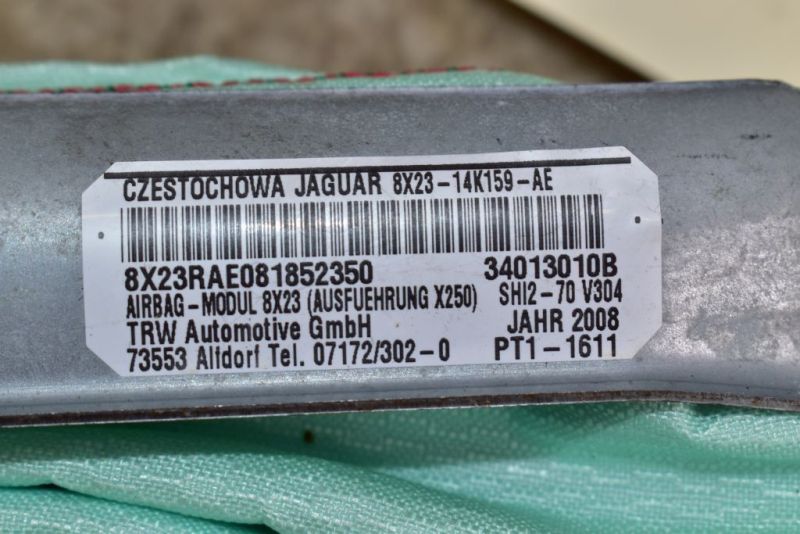 CZESTOCHOWA JAGUAR 8X23-14K159-AE
8X23RAE081852350 34013010B
AIRBAG-MODUL 8X23 (AUSFUEHRUNG X250) SHI2-70 V304
TRW Automotive GmbH JAHR 2008
73553 Alfdorf Tel. 07172/302-0 PT1-1611